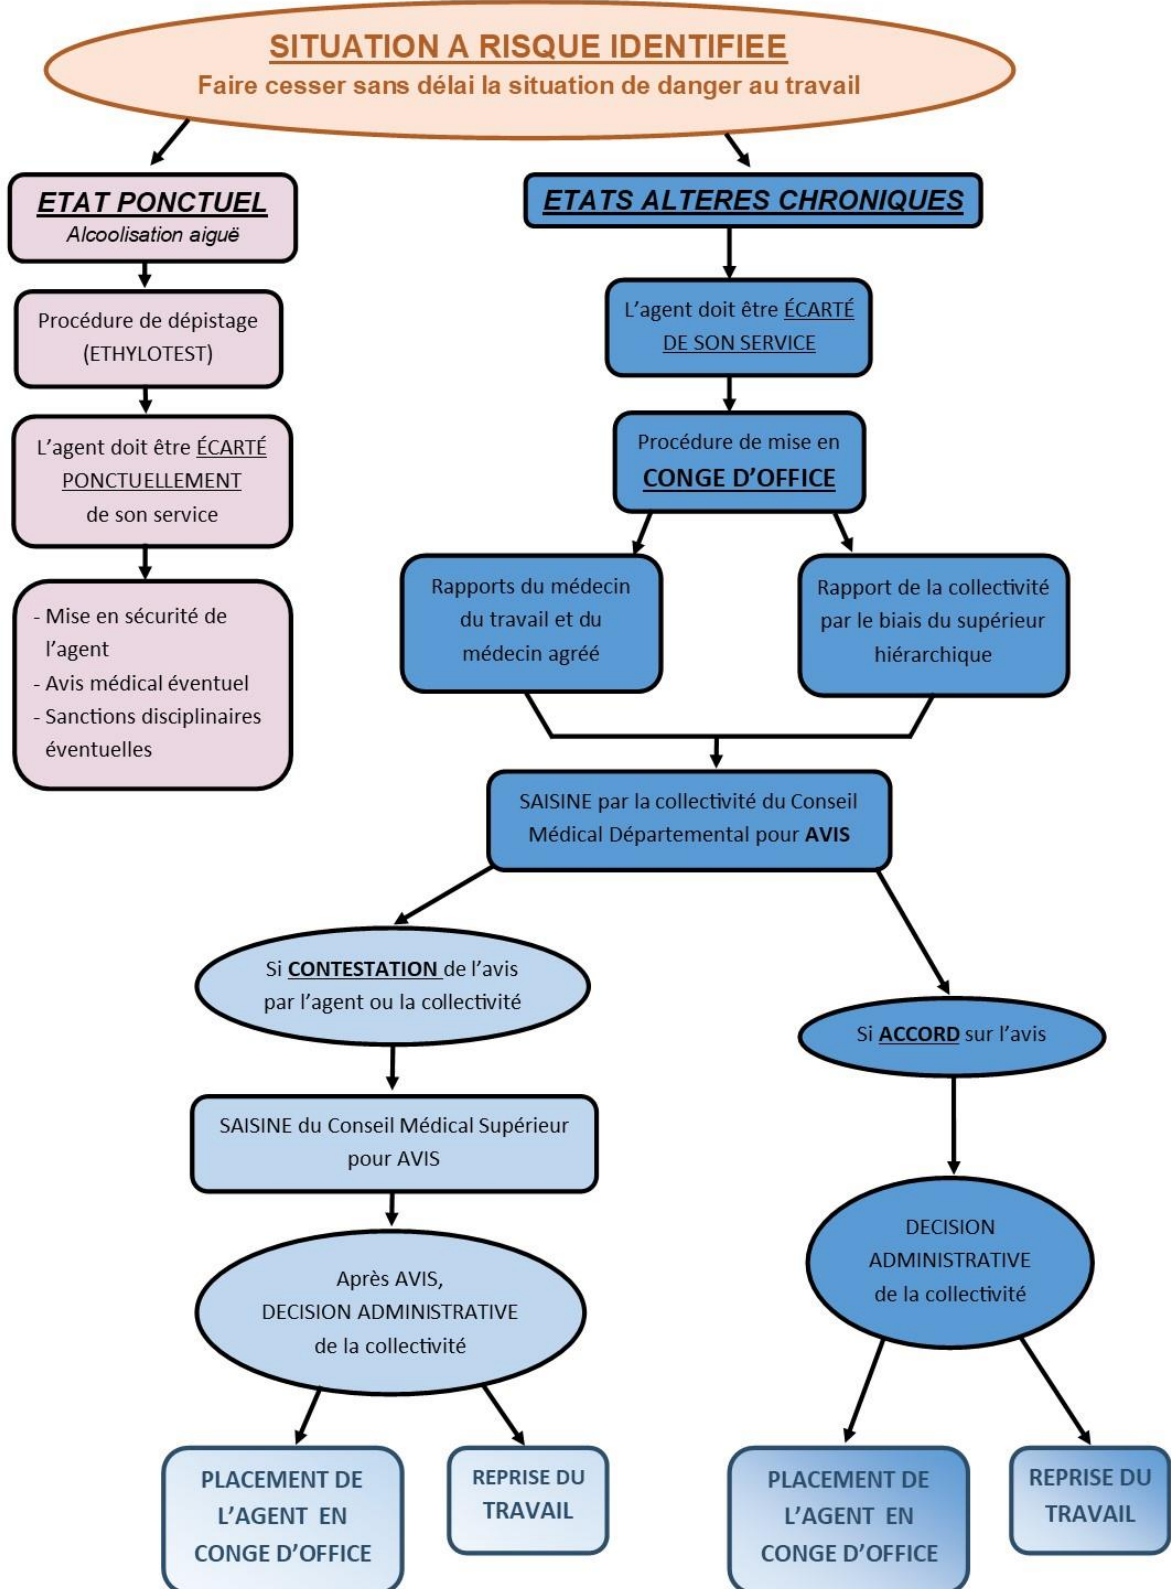 SITUATION A RISQUE IDENTIFIEE
Faire cesser sans délai la situation de danger au travail
ETAT PONCTUEL
Alcoolisation aiguë
Procédure de dépistage
(ETHYLOTEST)
L'agent doit être ÉCARTÉ
PONCTUELLEMENT
de son service
- Mise en sécurité de
l'agent
- Avis médical éventuel
- Sanctions disciplinaires
éventuelles
ETATS ALTERES CHRONIQUES
L'agent doit être ÉCARTÉ
DE SON SERVICE
Procédure de mise en
CONGE D'OFFICE
Rapports du médecin
du travail et du
médecin agréé
Rapport de la collectivité
par le biais du supérieur
hiérarchique
SAISINE par la collectivité du Conseil
Médical Départemental pour AVIS
Si CONTESTATION de l'avis
par l'agent ou la collectivité
SAISINE du Conseil Médical Supérieur
pour AVIS
Après AVIS,
DECISION ADMINISTRATIVE
de la collectivité
PLACEMENT DE
L'AGENT EN
CONGE D'OFFICE
REPRISE DU
TRAVAIL
Si ACCORD sur l'avis
DECISION
ADMINISTRATIVE
de la collectivité
PLACEMENT DE
L'AGENT EN
CONGE D'OFFICE
REPRISE DU
TRAVAIL